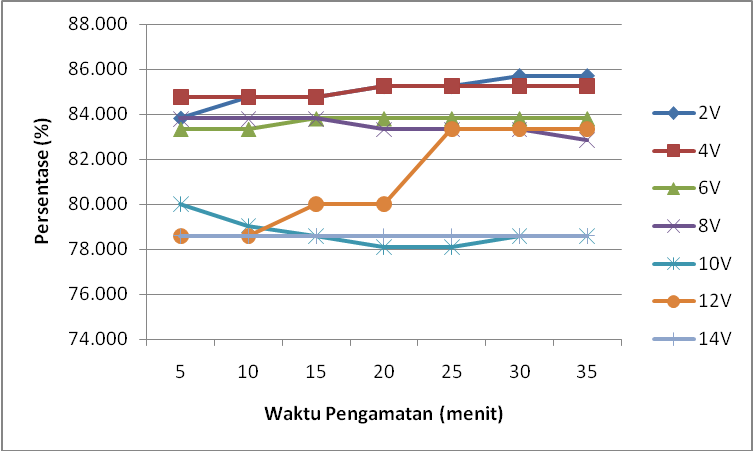 88.000
86.000
84.000
82.000
80.000
78.000
76.000
74.000
Persentase (%)
5 10 15 20 25 30 35
Waktu Pengamatan (menit)
2V
4V
6V
8V
10V
12V
14V